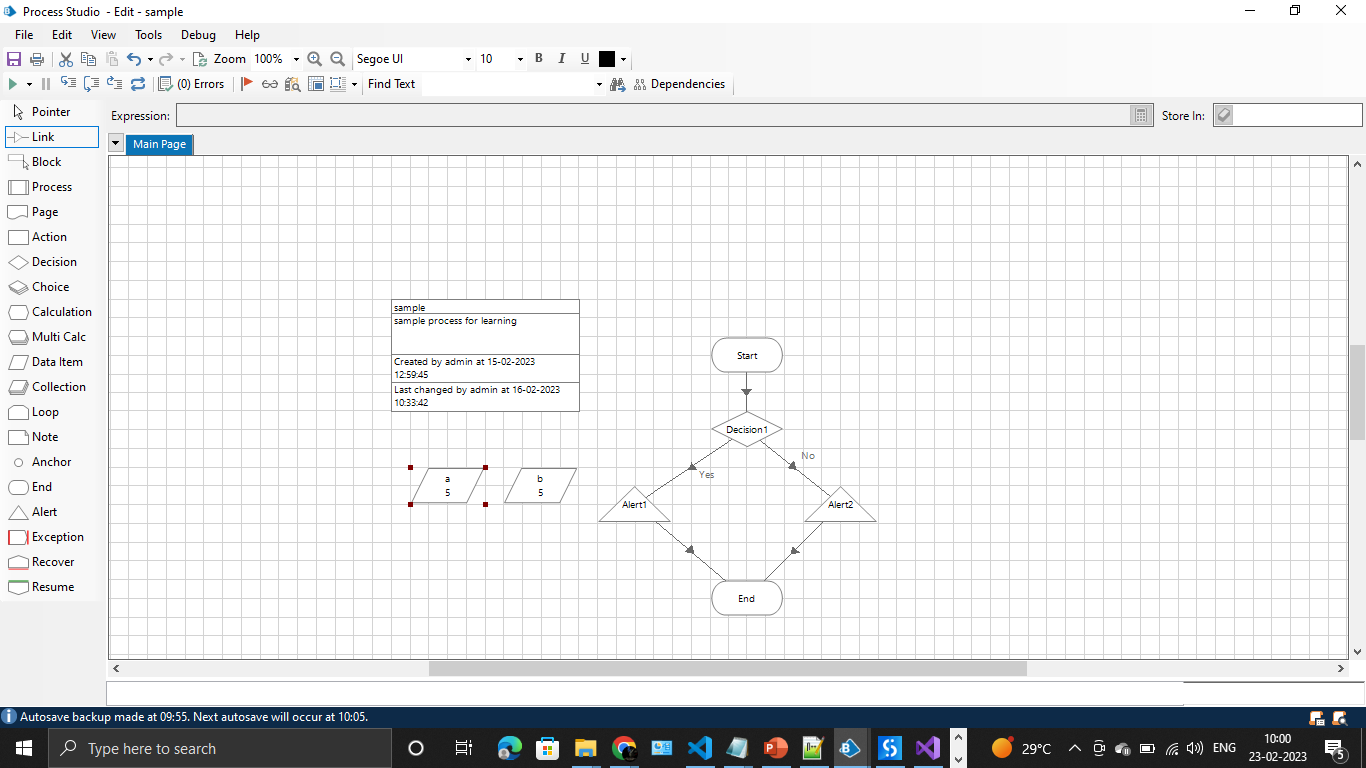 Process Studio - Edit - sample
File Edit View Tools Debug Help
Zoom 100% Segoe UI 10 B I U
(0) Errors Find Text Dependencies
Pointer
Link
Block
Process
Page
Action
Decision
Choice
Calculation
Multi Calc
Data Item
Collection
Loop
Note
Anchor
End
Alert
Exception
Recover
Resume
Expression: Store In:
Main Page
sample
sample process for learning
Created by admin at 15-02-2023
12:59:45
Last changed by admin at 16-02-2023
10:33:42
a
5
b
5
Start
Decision1
Yes
No
Alert1
Alert2
End
Autosave backup made at 09:55. Next autosave will occur at 10:05.
Type here to search
29°C
ENG
10:00
23-02-2023
5